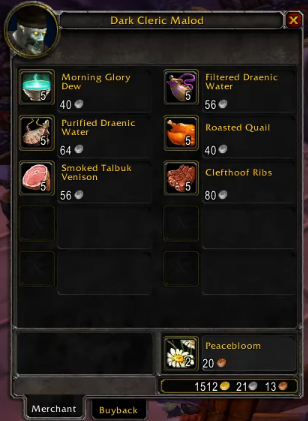 Dark Cleric Malod
Morning Glory
Dew
5
40
Filtered Draenic
Water
5
56
Purified Draenic
Water
5
64
Roasted Quail
5
40
Smoked Talbuk
Venison
5
56
Clefthoof Ribs
5
80
Peacebloom
2
20
1512 21 13
Merchant
Buyback